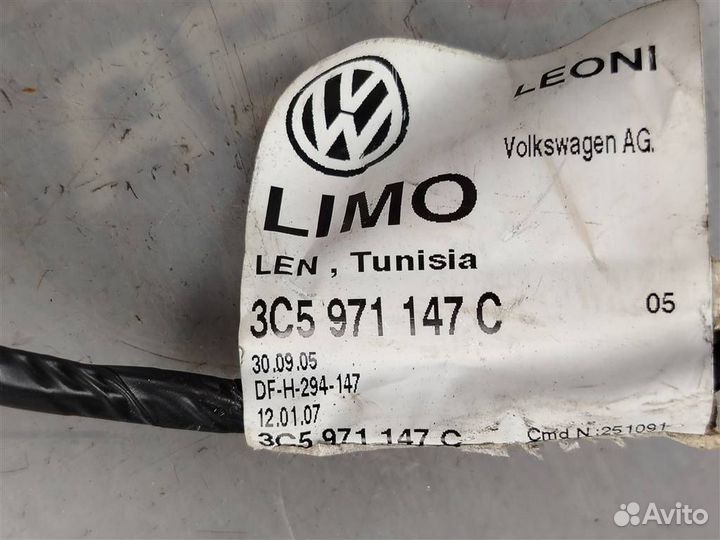 LEONI
Volkswagen AG.
LIMO
LEN , Tunisia
3C5 971 147 C
05
30.09.05
DF-H-294-147
12.01.07
3C5 971 147 C
Cmd N :251091
Avito